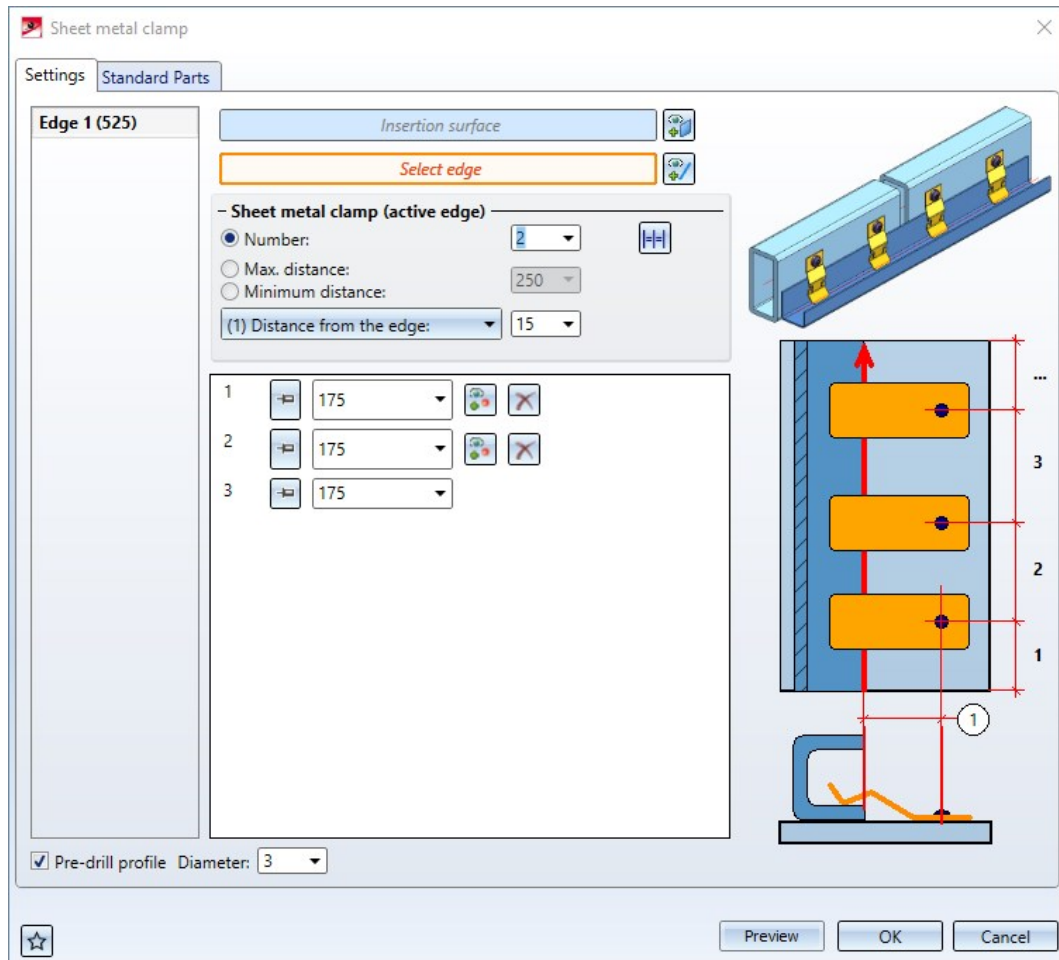 Sheet metal clamp
Settings Standard Parts
Edge 1 (525)
Insertion surface
Select edge
Sheet metal clamp (active edge)
Number: 2
Max. distance:
Minimum distance:
250
(1) Distance from the edge: 15
1 175
2 175
3 175
...
3
2
1
1
Pre-drill profile Diameter: 3
Preview OK Cancel